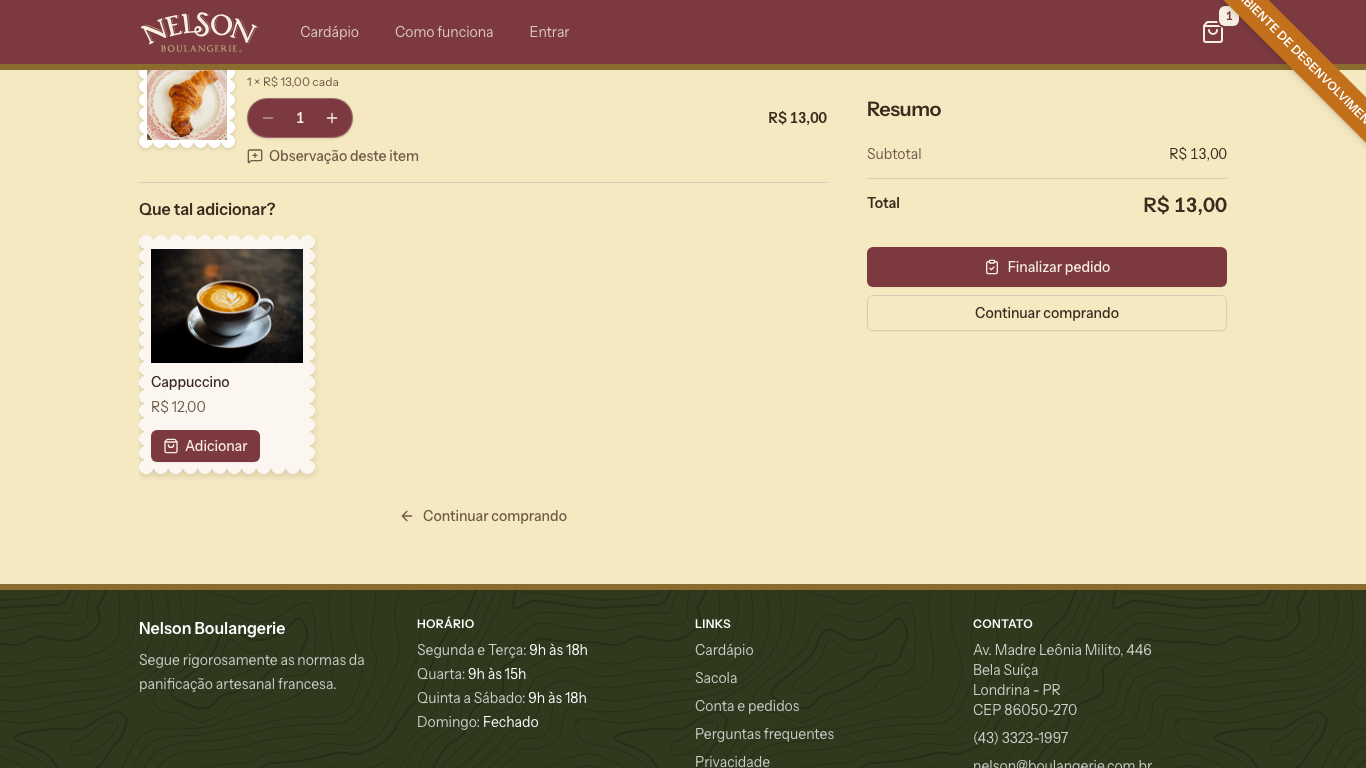 NELSON
BOULANGERIE.
Cardápio
Como funciona
Entrar
1
1 × R$ 13,00 cada
1
R$ 13,00
Observação deste item
Que tal adicionar?
Cappuccino
R$ 12,00
Adicionar
Continuar comprando
Resumo
Subtotal
R$ 13,00
Total
R$ 13,00
Finalizar pedido
Continuar comprando
Nelson Boulangerie
Segue rigorosamente as normas da
panificação artesanal francesa.
HORÁRIO
Segunda e Terça: 9h às 18h
Quarta: 9h às 15h
Quinta a Sábado: 9h às 18h
Domingo: Fechado
LINKS
Cardápio
Sacola
Conta e pedidos
Perguntas frequentes
Privacidade
CONTATO
Av. Madre Leônia Milito, 446
Bela Suíça
Londrina - PR
CEP 86050-270
(43) 3323-1997
nelson@boulangerie.com.br